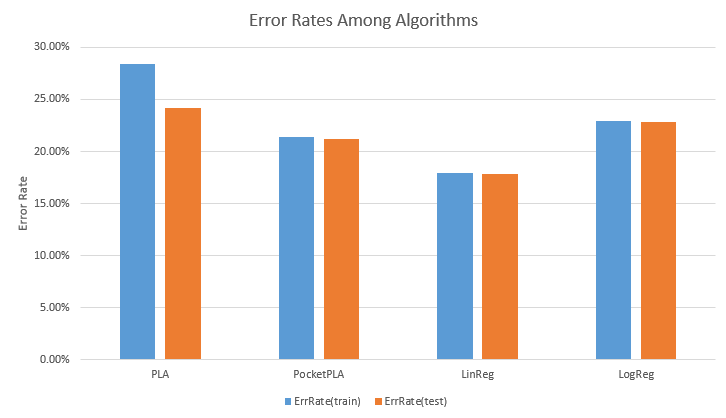 Error Rates Among Algorithms
30.00%
25.00%
20.00%
15.00%
10.00%
5.00%
0.00%
Error Rate
PLA PocketPLA LinReg LogReg
ErrRate(train) ErrRate(test)